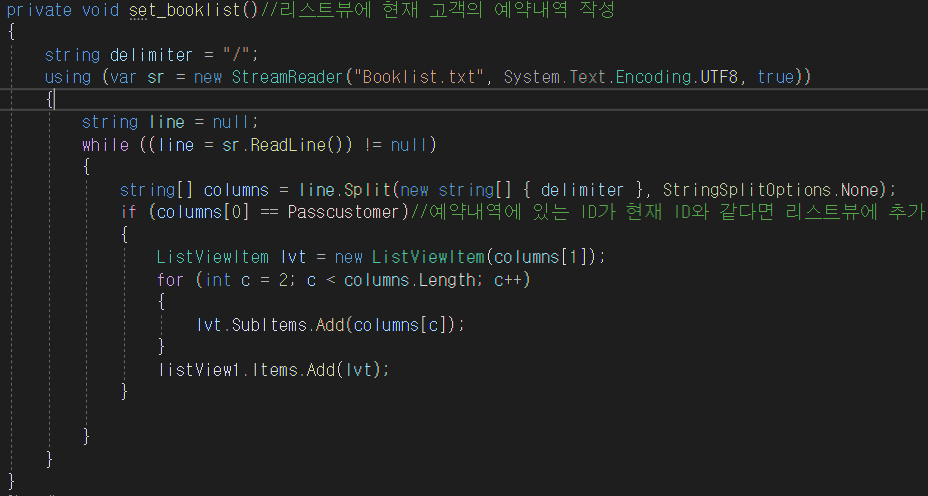 private void set_booklist()//리스트뷰에 현재 고객의 예약내역 작성
{
string delimiter = "/";
using (var sr = new StreamReader("Booklist.txt", System.Text.Encoding.UTF8, true))
{
string line = null;
while ((line = sr.ReadLine()) != null)
{
string[] columns = line.Split(new string[] { delimiter }, StringSplitOptions.None);
if (columns[0] == Passcustomer)//예약내역에 있는 ID가 현재 ID와 같다면 리스트뷰에 추가
{
ListViewItem lvt = new ListViewItem(columns[1]);
for (int c = 2; c < columns.Length; c++)
{
lvt.SubItems.Add(columns[c]);
}
listView1.Items.Add(lvt);
}
}
}
}